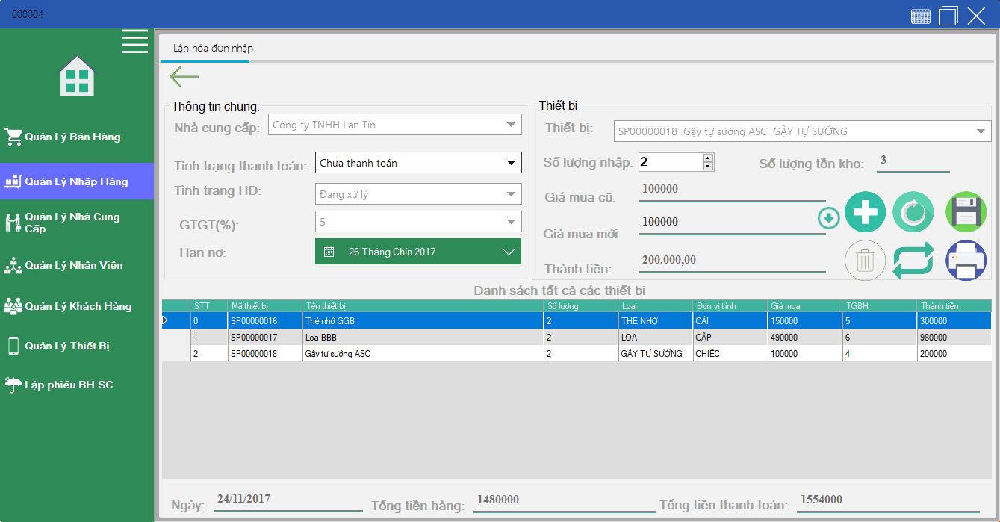 000004
Quản Lý Bán Hàng
Quản Lý Nhập Hàng
Quản Lý Nhà Cung
Cấp
Quản Lý Nhân Viên
Quản Lý Khách Hàng
Quản Lý Thiết Bị
Lập phiếu BH-SC
Lập hóa đơn nhập
Thông tin chung:
Nhà cung cấp: Công ty TNHH Lan Tín
Tình trạng thanh toán: Chưa thanh toán
Tình trạng HD: Đang xử lý
GTGT(%): 5
Hạn nợ: 26 Tháng Chín 2017
Thiết bị
Thiết bị: SP00000018 Gậy tự sướng ASC GẬY TỰ SƯỚNG
Số lượng nhập: 2 Số lượng tồn kho: 3
Giá mua cũ: 100000
Giá mua mới 100000
Thành tiền: 200.000,00
Danh sách tất cả các thiết bị
STT Mã thiết bị Tên thiết bị Số lượng Loại Đơn vị tính Giá mua TGBH Thành tiền:
0 SP00000016 Thẻ nhớ GGB 2 THẺ NHỚ CÁI 150000 5 300000
1 SP00000017 Loa BBB 2 LOA CẶP 490000 6 980000
2 SP00000018 Gậy tự sướng ASC 2 GẬY TỰ SƯỚNG CHIẾC 100000 4 200000
Ngày: 24/11/2017 Tổng tiền hàng: 1480000 Tổng tiền thanh toán: 1554000